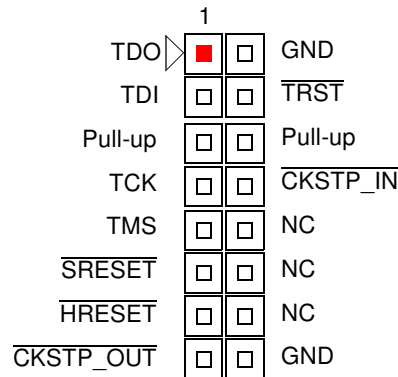 1
TDO GND
TDI TRST
Pull-up Pull-up
TCK CKSTP_IN
TMS NC
SRESET NC
HRESET NC
CKSTP_OUT GND